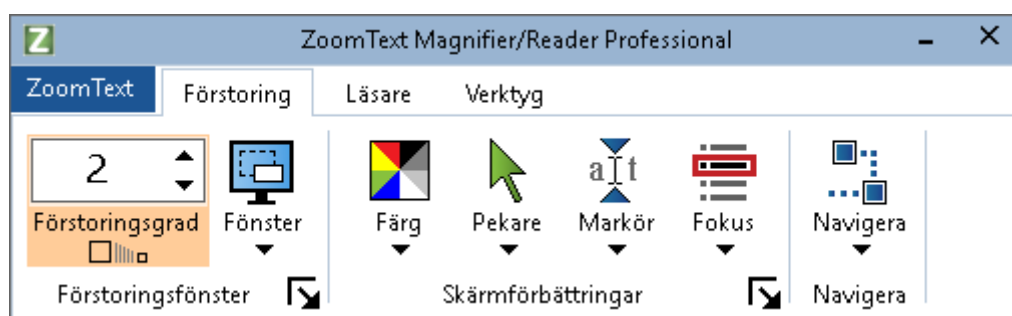 Z ZoomText Magnifier/Reader Professional
ZoomText Förstoring Läsare Verktyg
2
Förstoringsgrad Fönster Färg Pekare a t Markör Fokus Navigera
Förstoringsfönster Skärmförbättringar Navigera